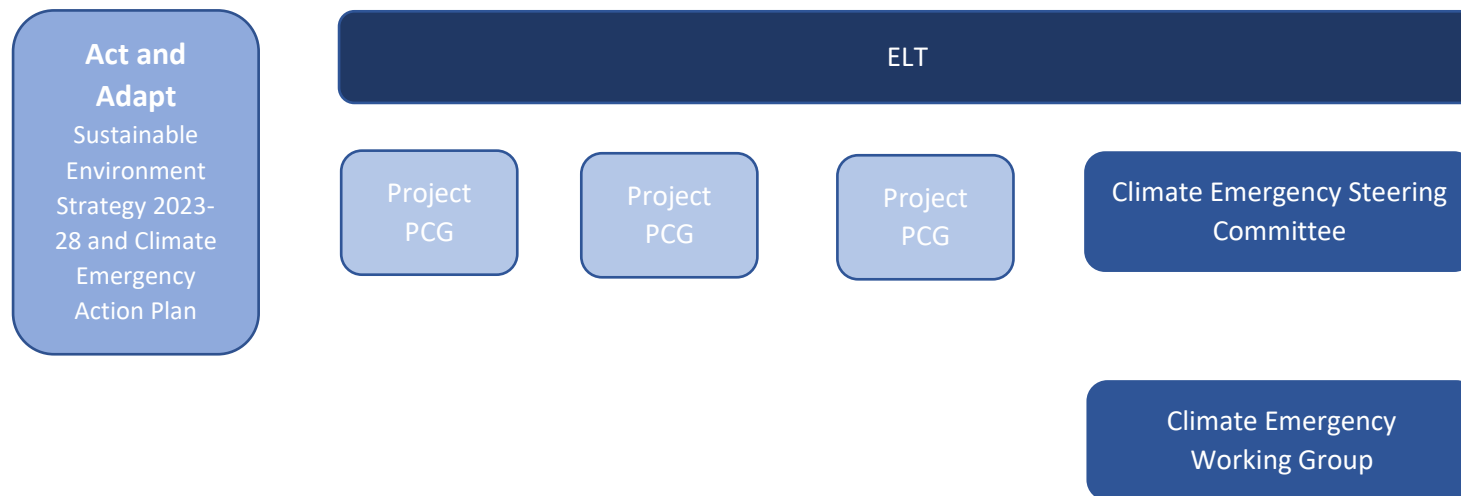 Act and
Adapt
Sustainable
Environment
Strategy 2023-
28 and Climate
Emergency
Action Plan
ELT
Project
PCG
Project
PCG
Project
PCG
Climate Emergency Steering
Committee
Climate Emergency
Working Group